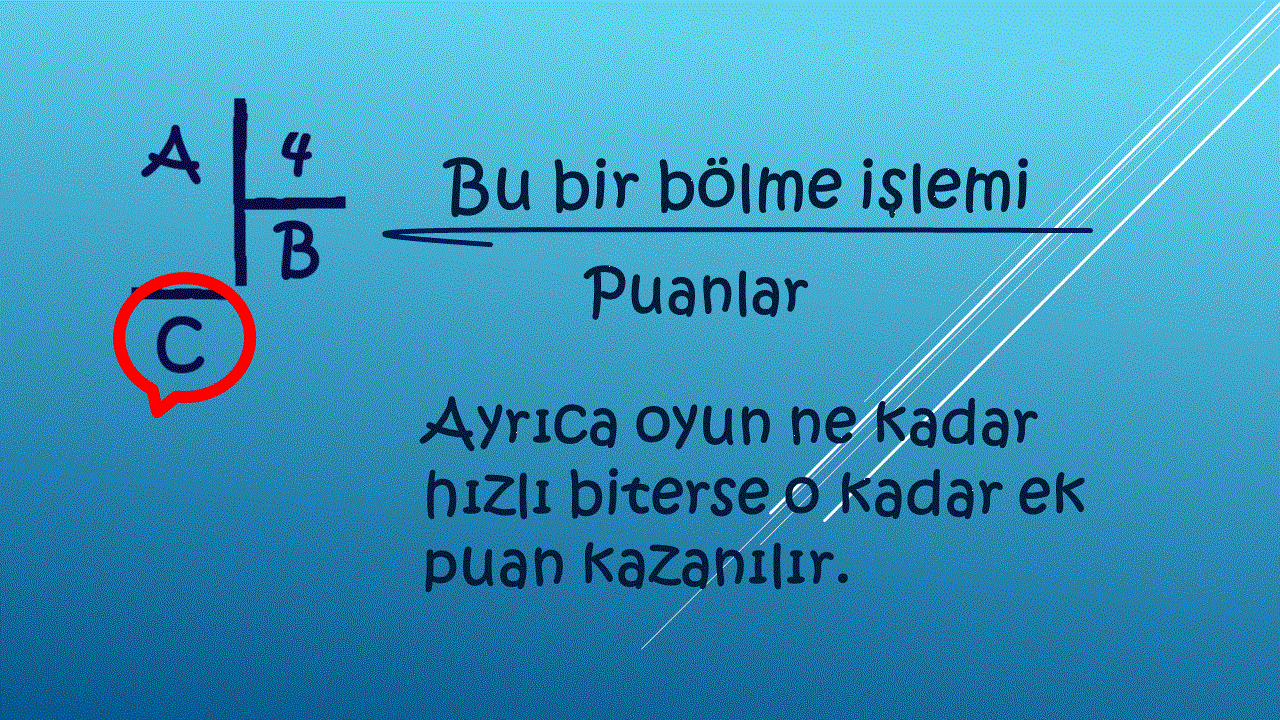 A 4
B
C
Bu bir bölme işlemi
Puanlar
Ayrıca oyun ne kadar
hızlı biterse o kadar ek
puan kazanılır.